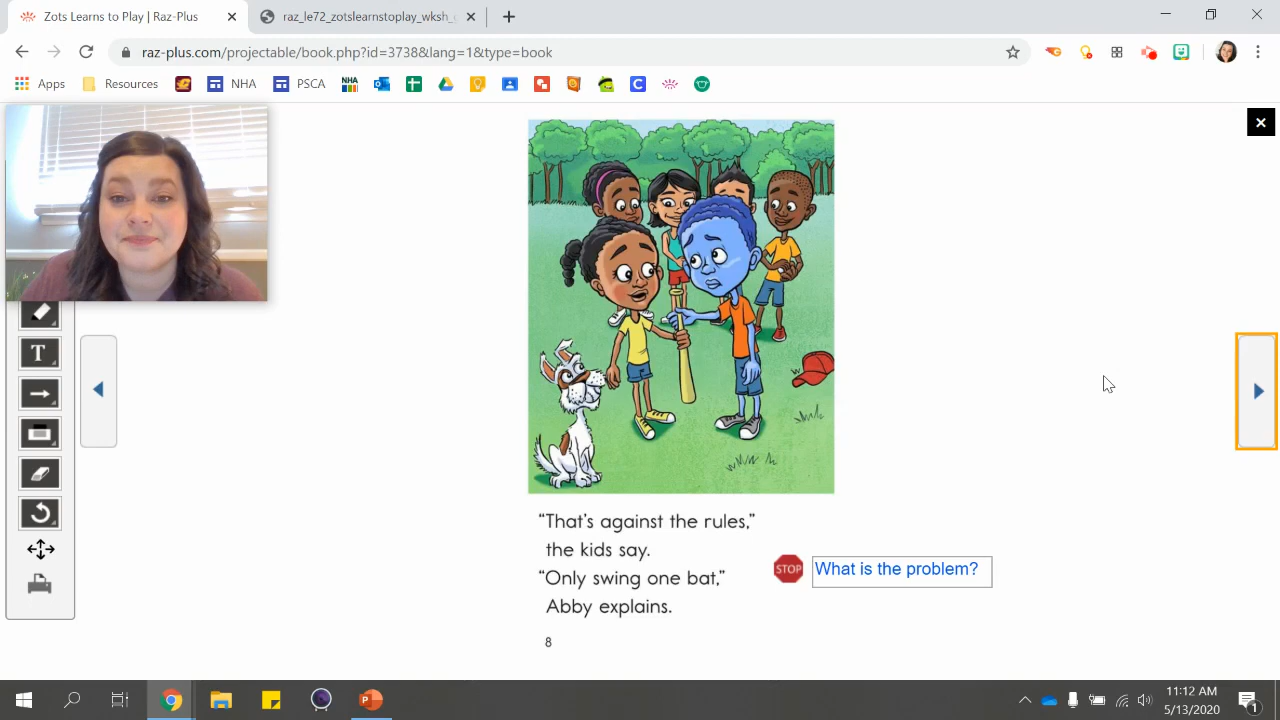 Zots Learns to Play | Raz-Plus
raz_le72_zotslearnstoplay_wksh_
raz-plus.com/projectable/book.php?id=3738&lang=1&type=book
Apps Resources NHA PSCA NHA
T
"That's against the rules,"
the kids say.
"Only swing one bat,"
Abby explains.
STOP What is the problem?
8
11:12 AM
5/13/2020
1